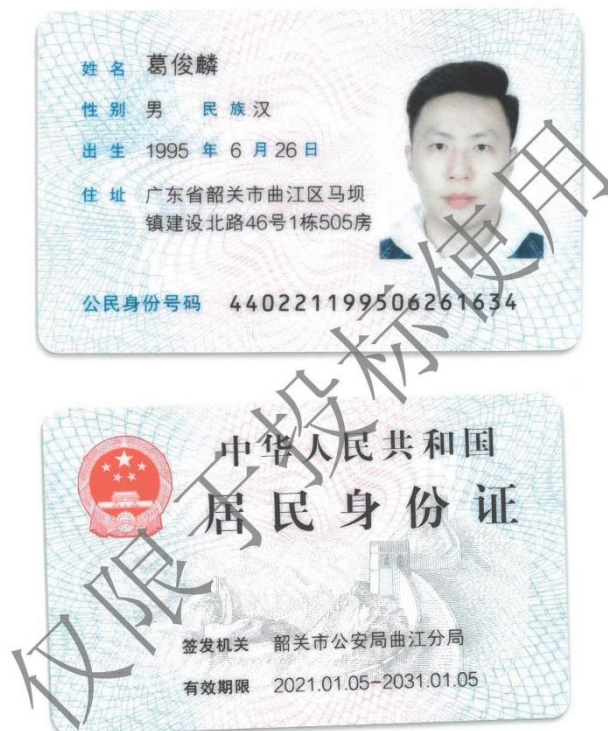 姓名 葛俊麟
性别 男 民族 汉
出生 1995 年 6 月 26 日
住址 广东省韶关市曲江区马坝
镇建设北路46号1栋505房
公民身份号码 440221199506261634
中华人民共和国
居民身份证
签发机关 韶关市公安局曲江分局
有效期限 2021.01.05-2031.01.05
仅限于投标使用